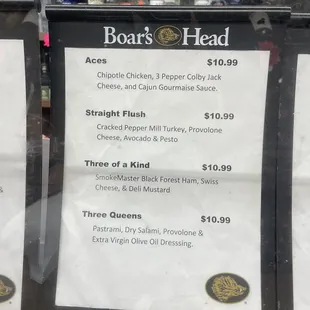 Boar's Head
Aces $10.99
Chipotle Chicken, 3 Pepper Colby Jack
Cheese, and Cajun Gourmaise Sauce.
Straight Flush $10.99
Cracked Pepper Mill Turkey, Provolone
Cheese, Avocado & Pesto
Three of a Kind $10.99
SmokeMaster Black Forest Ham, Swiss
Cheese, & Deli Mustard
Three Queens $10.99
Pastrami, Dry Salami, Provolone &
Extra Virgin Olive Oil Dresssing.